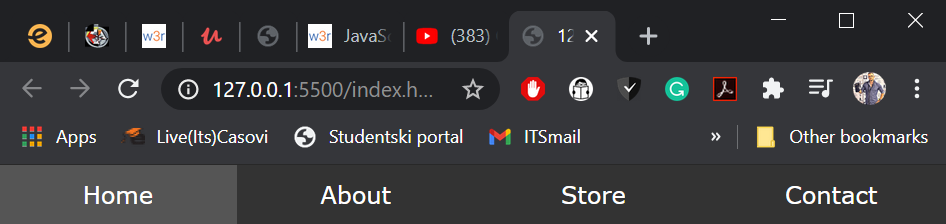 w3r w3r JavaSc (383) 12
127.0.0.1:5500/index.h...
Apps Live(Its)Casovi Studentski portal ITSmail » Other bookmarks
Home About Store Contact